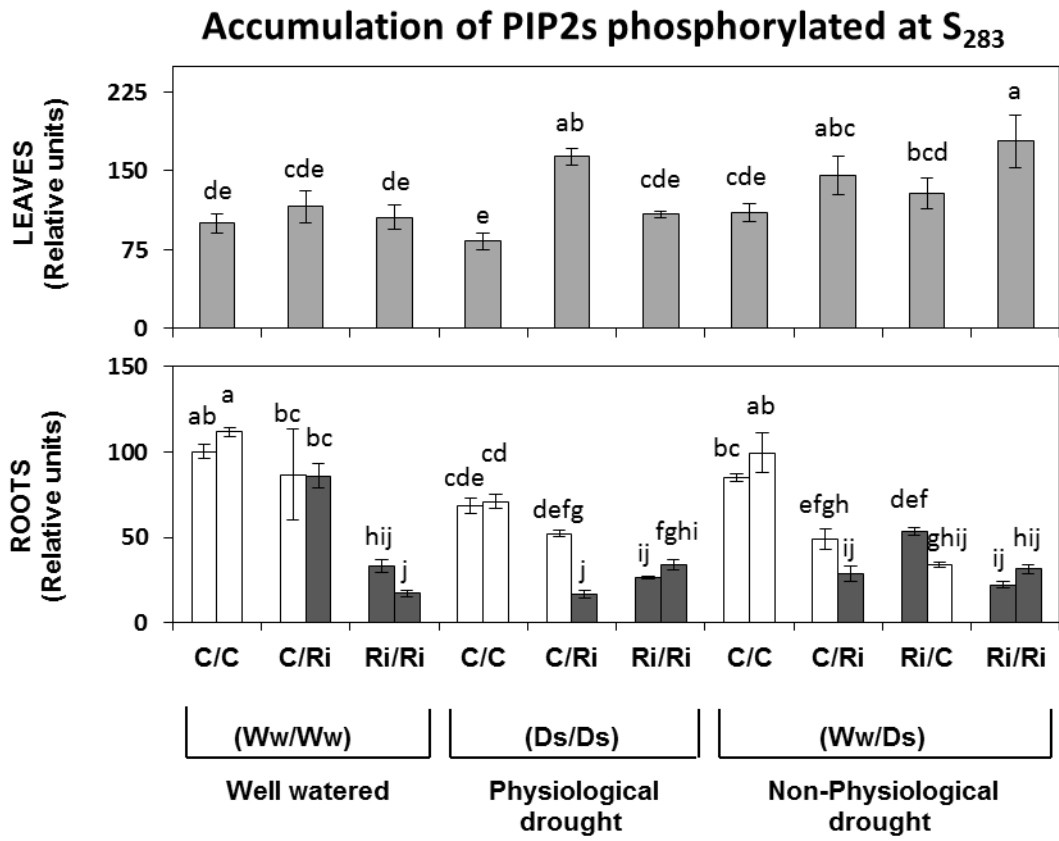 Accumulation of PIP2s phosphorylated at S283
LEAVES
(Relative units)
225
150
75
0
de
cde
de
e
ab
cde
cde
abc
bcd
a
ROOTS
(Relative units)
150
100
50
0
ab
a
bc
bc
hij
j
cde
cd
defg
j
ij
fghi
bc
ab
efgh
ij
def
ghij
ij
hij
C/C C/Ri Ri/Ri C/C C/Ri Ri/Ri C/C C/Ri Ri/C Ri/Ri
(Ww/Ww) (Ds/Ds) (Ww/Ds)
Well watered
Physiological
drought
Non-Physiological
drought